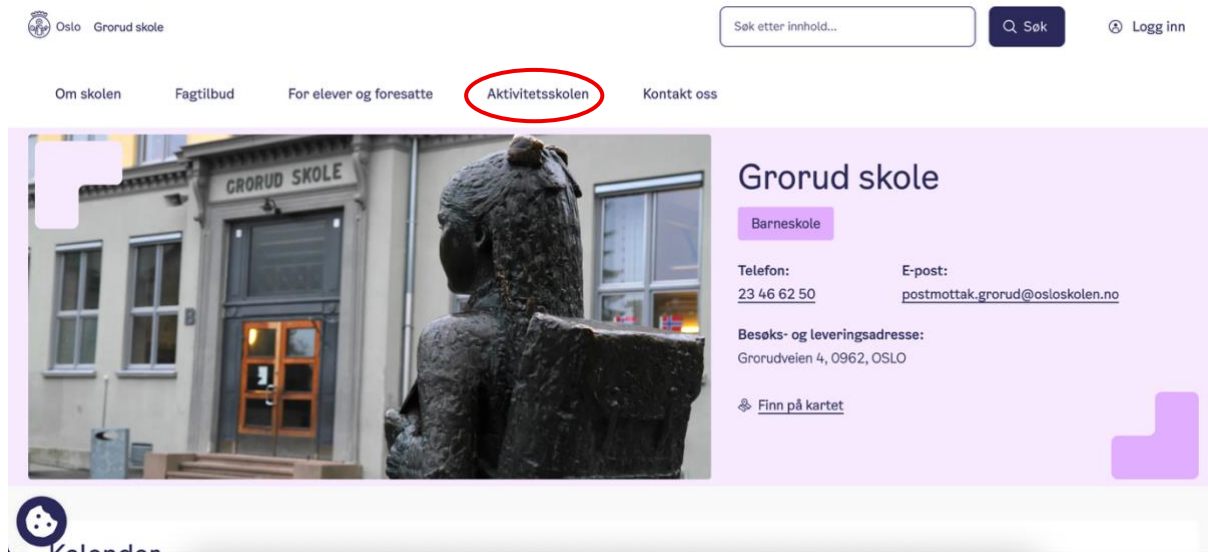 Oslo Grorud skole
Søk etter innhold...
Søk
Logg inn
Om skolen Fagtilbud For elever og foresatte Aktivitetsskolen Kontakt oss
GRORUD SKOLE
B
Grorud skole
Barneskole
Telefon: E-post:
23 46 62 50 postmottak.grorud@osloskolen.no
Besøks- og leveringsadresse:
Grorudveien 4, 0962, OSLO
Finn på kartet
Kalender